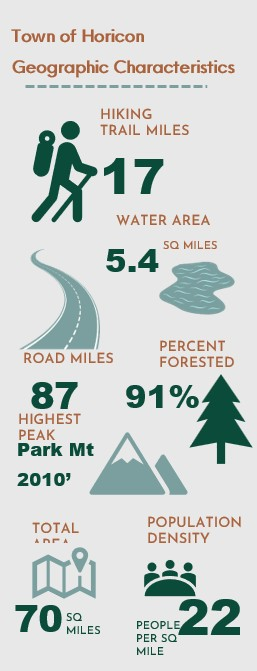 Town of Horicon
Geographic Characteristics
HIKING
TRAIL MILES
17
WATER AREA
5.4 SQ MILES
ROAD MILES
87
PERCENT
FORESTED
91%
HIGHEST
PEAK
Park Mt
2010’
TOTAL
AREA
70 SQ
MILES
POPULATION
DENSITY
PEOPLE
PER SQ
MILE
22